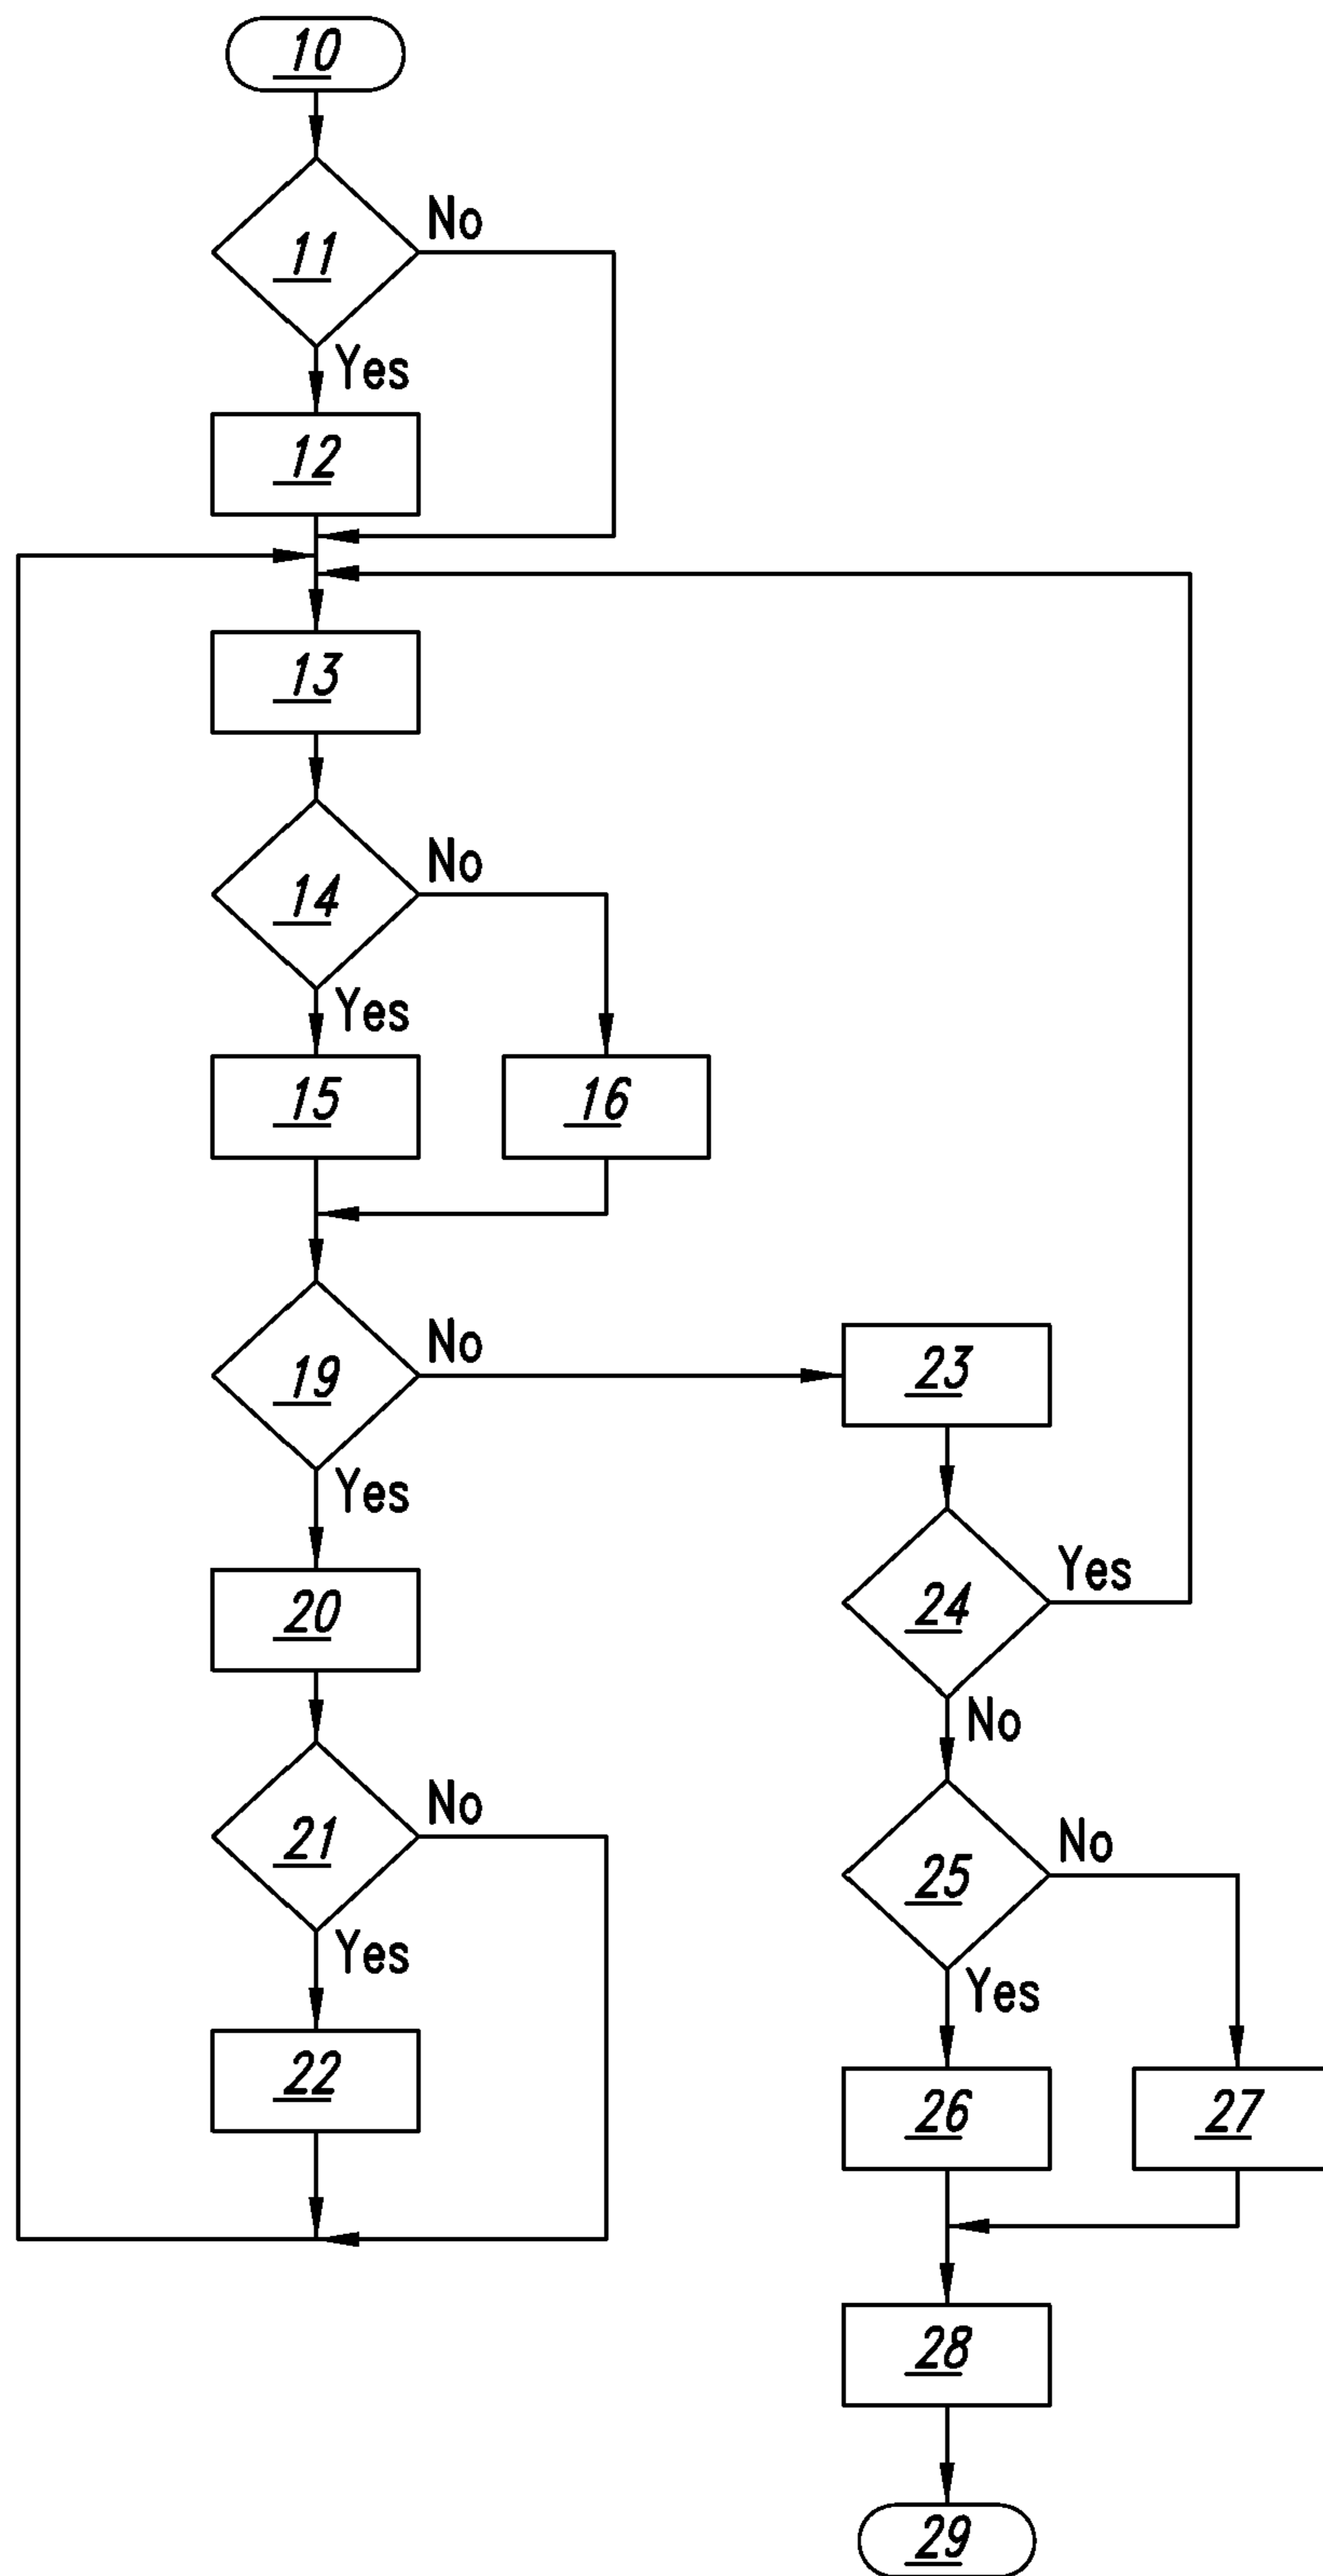 10
No
11
Yes
12
13
No
14
Yes
15
16
No
19
23
Yes
Yes
20
24
No
No
21
No
25
Yes
Yes
22
26
27
28
29